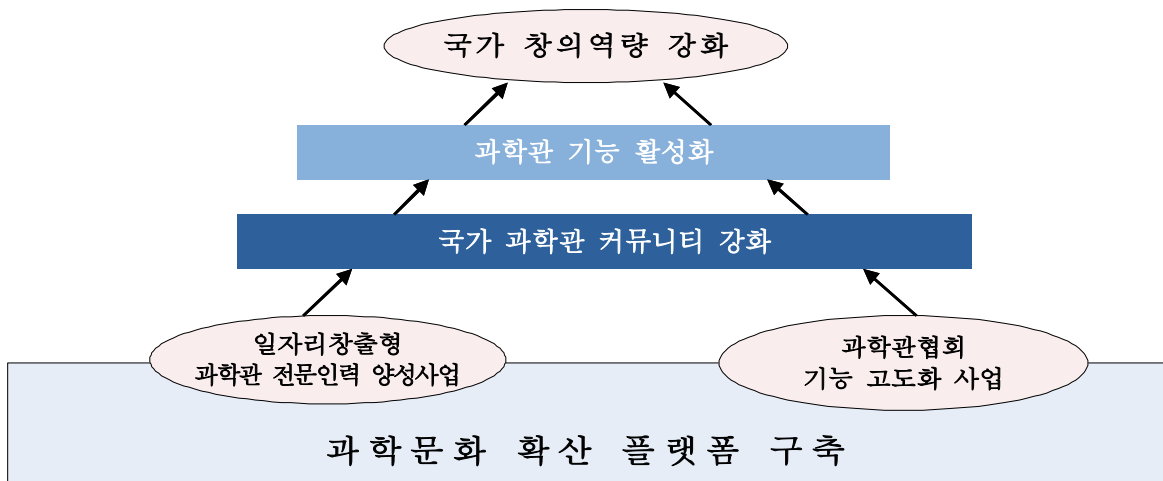 국가 창의역량 강화
과학관 기능 활성화
국가 과학관 커뮤니티 강화
일자리창출형
과학관 전문인력 양성사업
과학관협회
기능 고도화 사업
과학문화 확산 플랫폼 구축